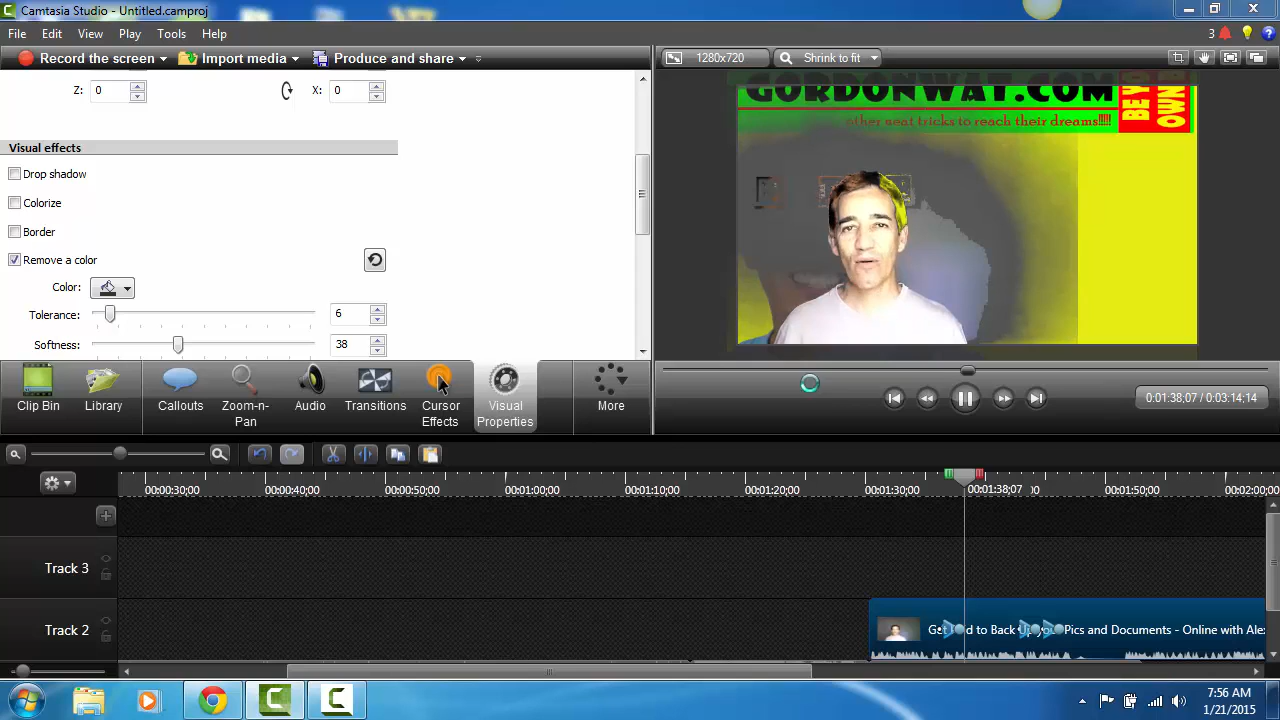 Camtasia Studio - Untitled.camproj
File Edit View Play Tools Help
3
Record the screen Import media Produce and share
1280x720 Shrink to fit
Z: 0 X: 0
Visual effects
Drop shadow
Colorize
Border
Remove a color
Color:
Tolerance: 6
Softness: 38
GORDONWAY.COM
ther neat tricks to reach their dreams!!!!!
BE YO
OWN
Clip Bin Library Callouts Zoom-n-Pan Audio Transitions Cursor Effects Visual Properties More
0:01:38;07 / 0:03:14;14
00:00:30;00 00:00:40;00 00:00:50;00 00:01:00;00 00:01:10;00 00:01:20;00 00:01:30;00 00:01:38;07 00:01:50;00 00:02:00;00
Track 3
Track 2
Pics and Documents - Online with Alex
7:56 AM
1/21/2015